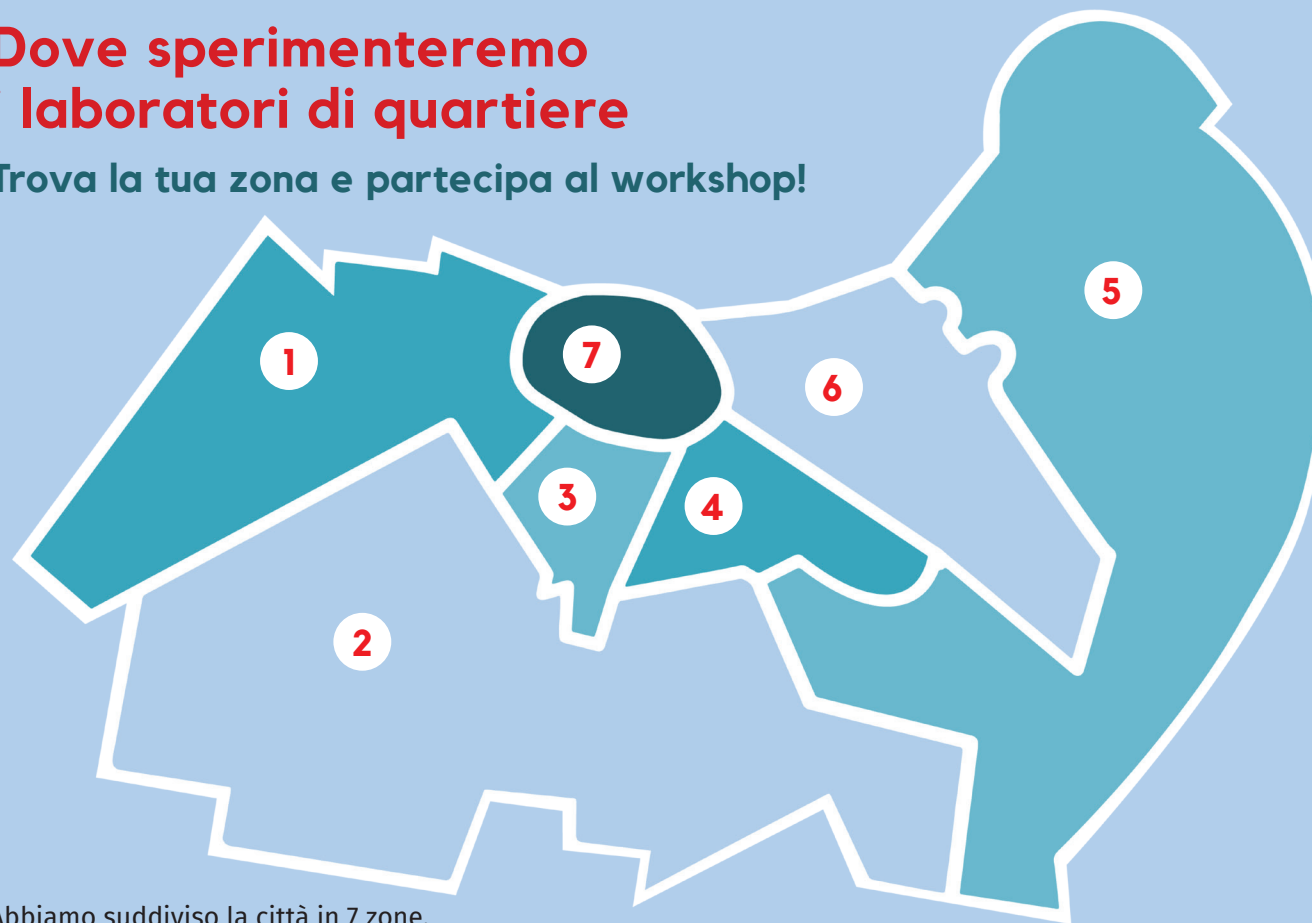 Dove sperimenteremo
i laboratori di quartiere
Trova la tua zona e partecipa al workshop!
1
7
5
6
3
4
2
Abbiamo suddiviso la città in 7 zone.